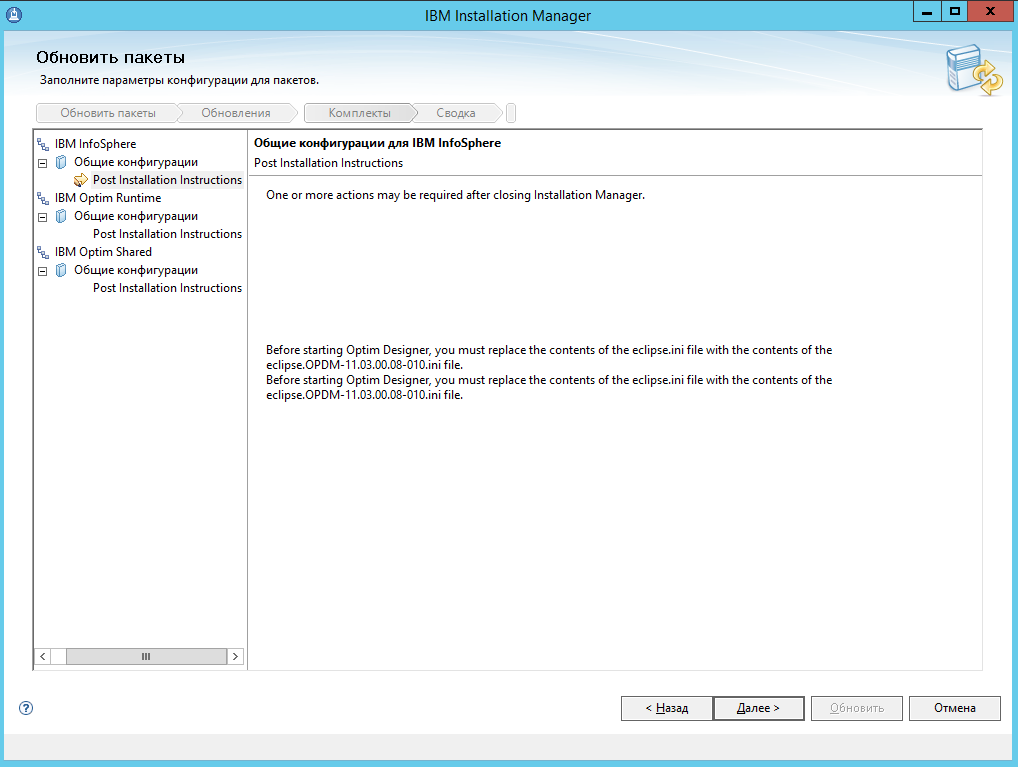 IBM Installation Manager
Обновить пакеты
Заполните параметры конфигурации для пакетов.
Обновить пакеты
Обновления
Комплекты
Сводка
IBM InfoSphere
Общие конфигурации
Post Installation Instructions
IBM Optim Runtime
Общие конфигурации
Post Installation Instructions
IBM Optim Shared
Общие конфигурации
Post Installation Instructions
Общие конфигурации для IBM InfoSphere
Post Installation Instructions
One or more actions may be required after closing Installation Manager.
Before starting Optim Designer, you must replace the contents of the eclipse.ini file with the contents of the
eclipse.OPDM-11.03.00.08-010.ini file.
Before starting Optim Designer, you must replace the contents of the eclipse.ini file with the contents of the
eclipse.OPDM-11.03.00.08-010.ini file.
< Назад
Далее >
Обновить
Отмена